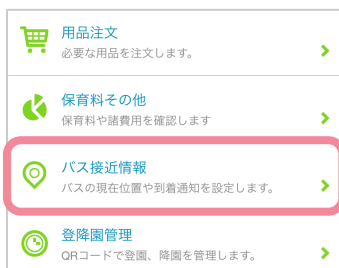 用品注文
必要な用品を注文します。
保育料その他
保育料や諸費用を確認します
バス接近情報
バスの現在位置や到着通知を設定します。
登降園管理
QRコードで登園、降園を管理します。